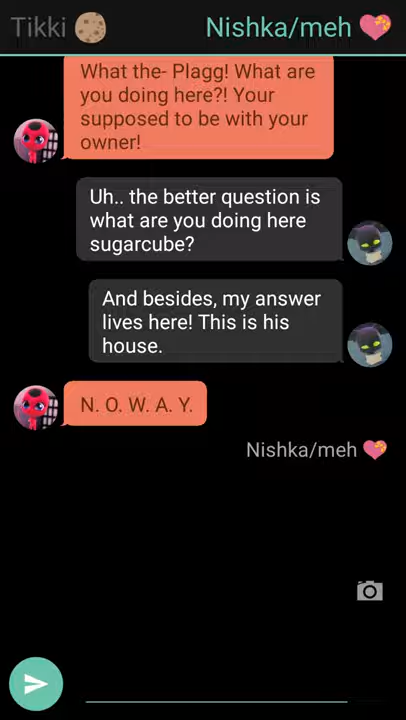 Tikki
Nishka/meh
What the- Plagg! What are
you doing here?! Your
supposed to be with your
owner!
Uh.. the better question is
what are you doing here
sugarcube?
And besides, my answer
lives here! This is his
house.
N. O. W. A. Y.
Nishka/meh